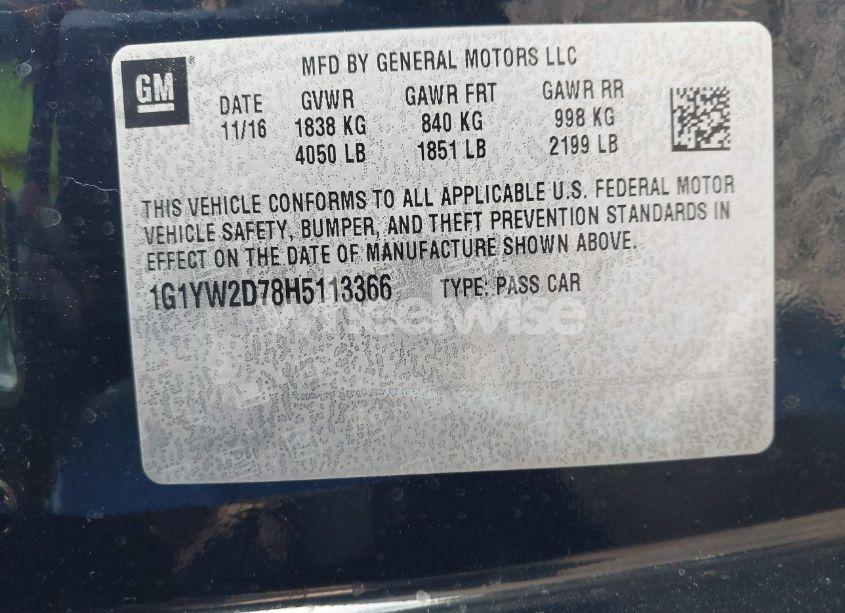 GM
MFD BY GENERAL MOTORS LLC
DATE GVWR GAWR FRT GAWR RR
11/16 1838 KG 840 KG 998 KG
4050 LB 1851 LB 2199 LB
THIS VEHICLE CONFORMS TO ALL APPLICABLE U.S. FEDERAL MOTOR
VEHICLE SAFETY, BUMPER, AND THEFT PREVENTION STANDARDS IN
EFFECT ON THE DATE OF MANUFACTURE SHOWN ABOVE.
1G1YW2D78H5113366 TYPE: PASS CAR
wheelwise